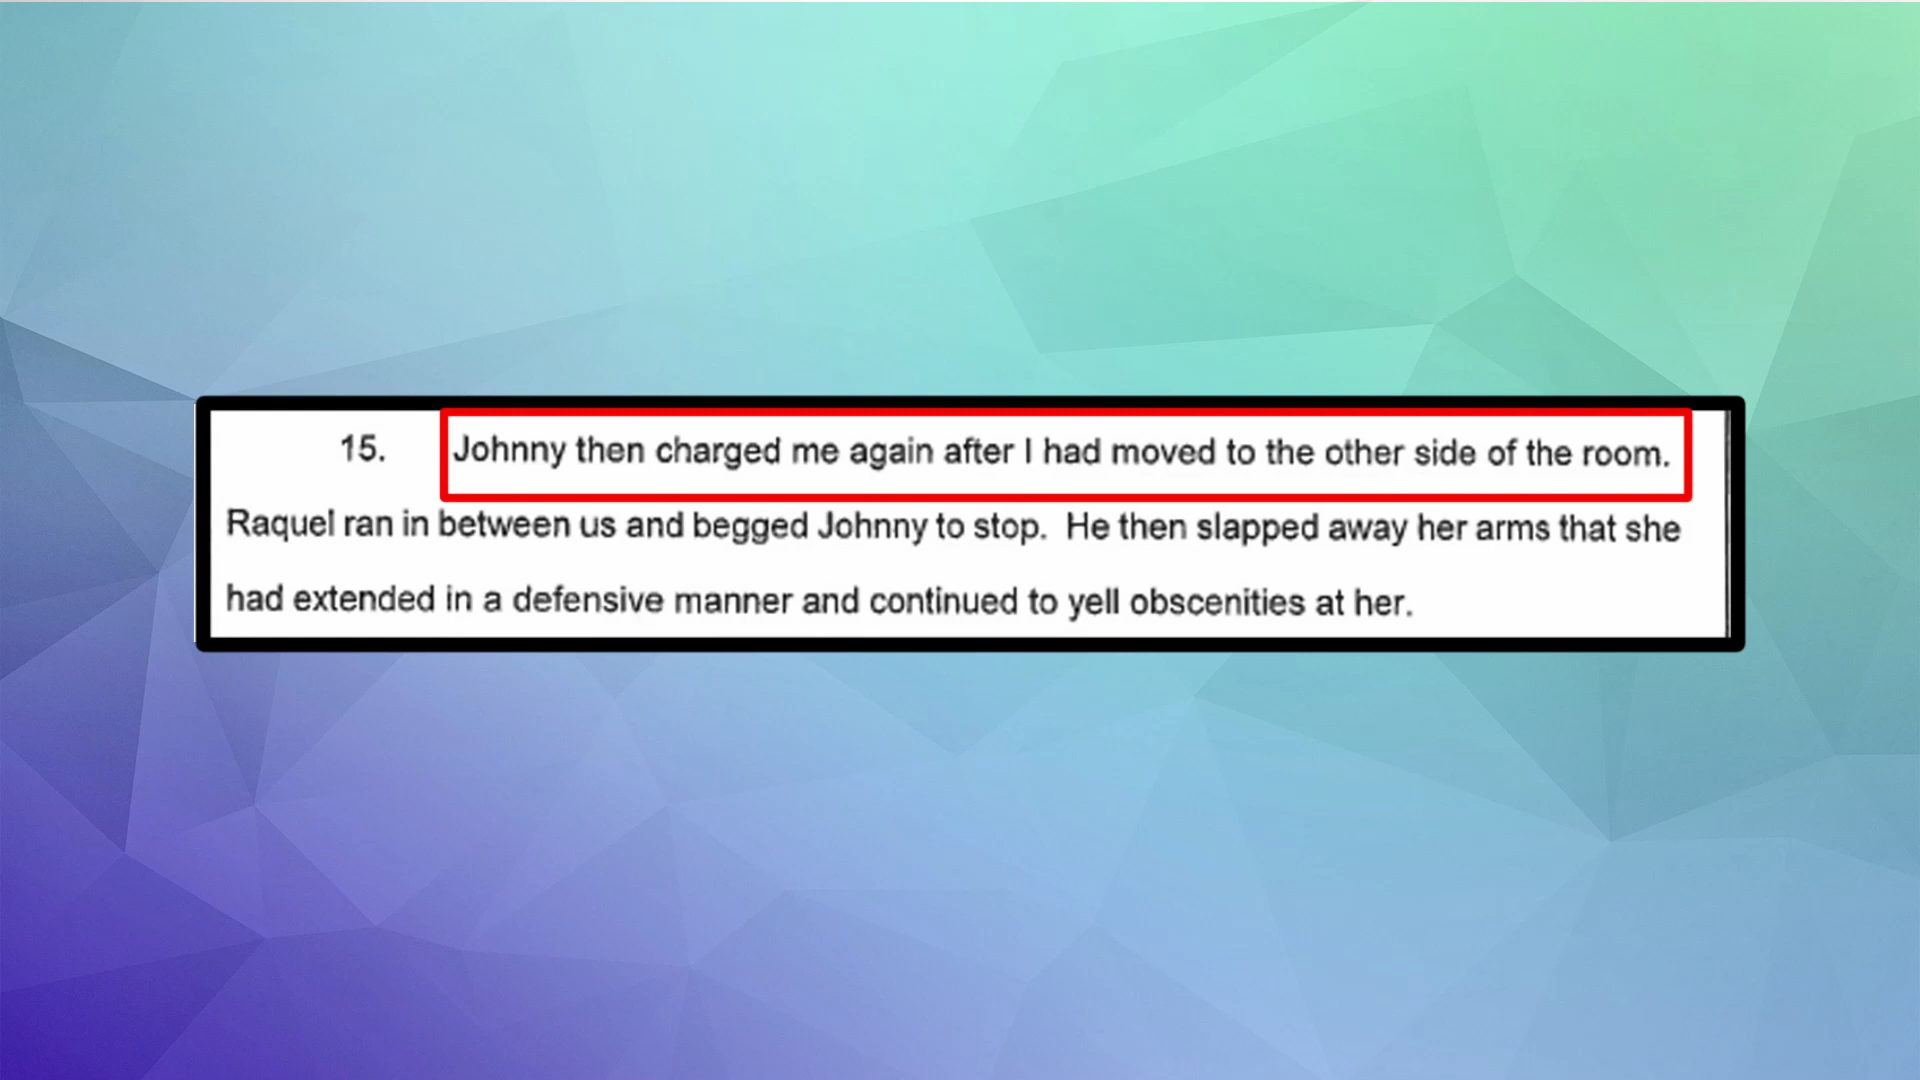 15. Johnny then charged me again after I had moved to the other side of the room.
Raquel ran in between us and begged Johnny to stop. He then slapped away her arms that she
had extended in a defensive manner and continued to yell obscenities at her.